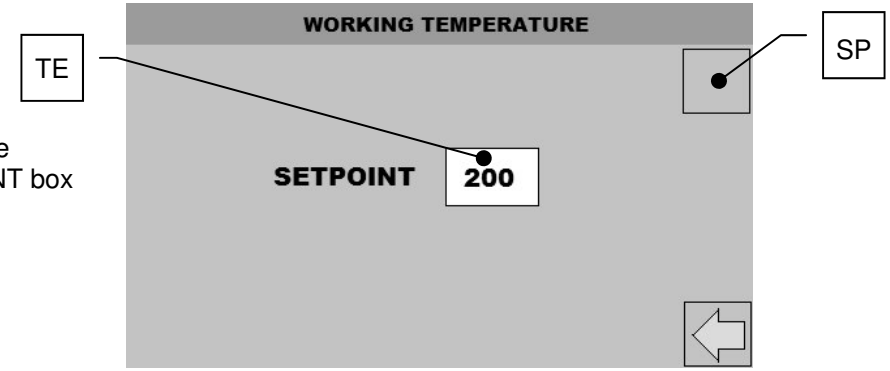 WORKING TEMPERATURE
SP
TE
e
NT box
SETPOINT 200